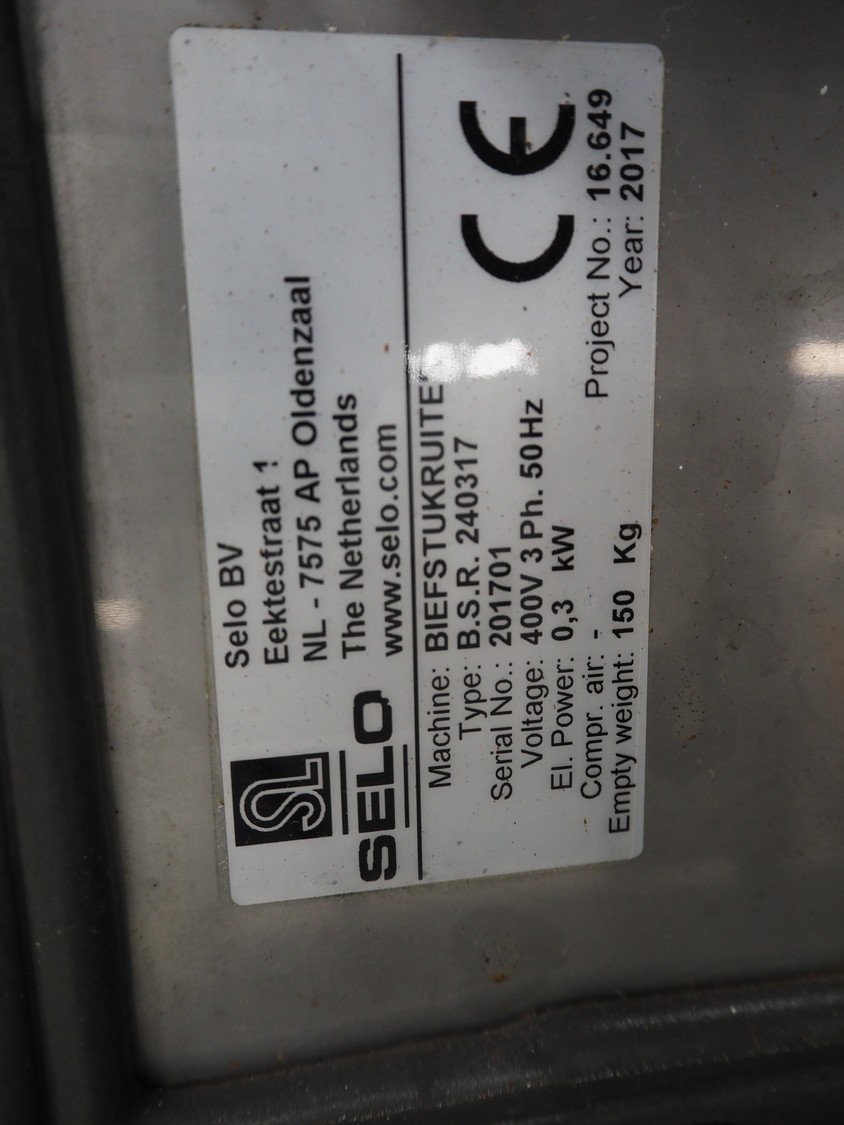 SL
SELO
Selo BV
Eektestraat 1
NL - 7575 AP Oldenzaal
The Netherlands
www.selo.com
Machine:
Type: B.S.R. 240317
Serial No.: 201701
Voltage: 400V 3 Ph. 50Hz
El. Power: 0,3 kW
Compr. air: -
Empty weight: 150 Kg
CE
Project No.: 16.649
Year: 2017